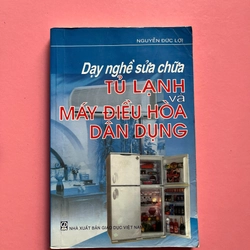 NGUYỄN ĐỨC LỢI
Dạy nghề sửa chữa
TỦ LẠNH
và
MÁY ĐIỀU HÒA
DÂN DỤNG
NHÀ XUẤT BẢN GIÁO DỤC VIỆT NAM